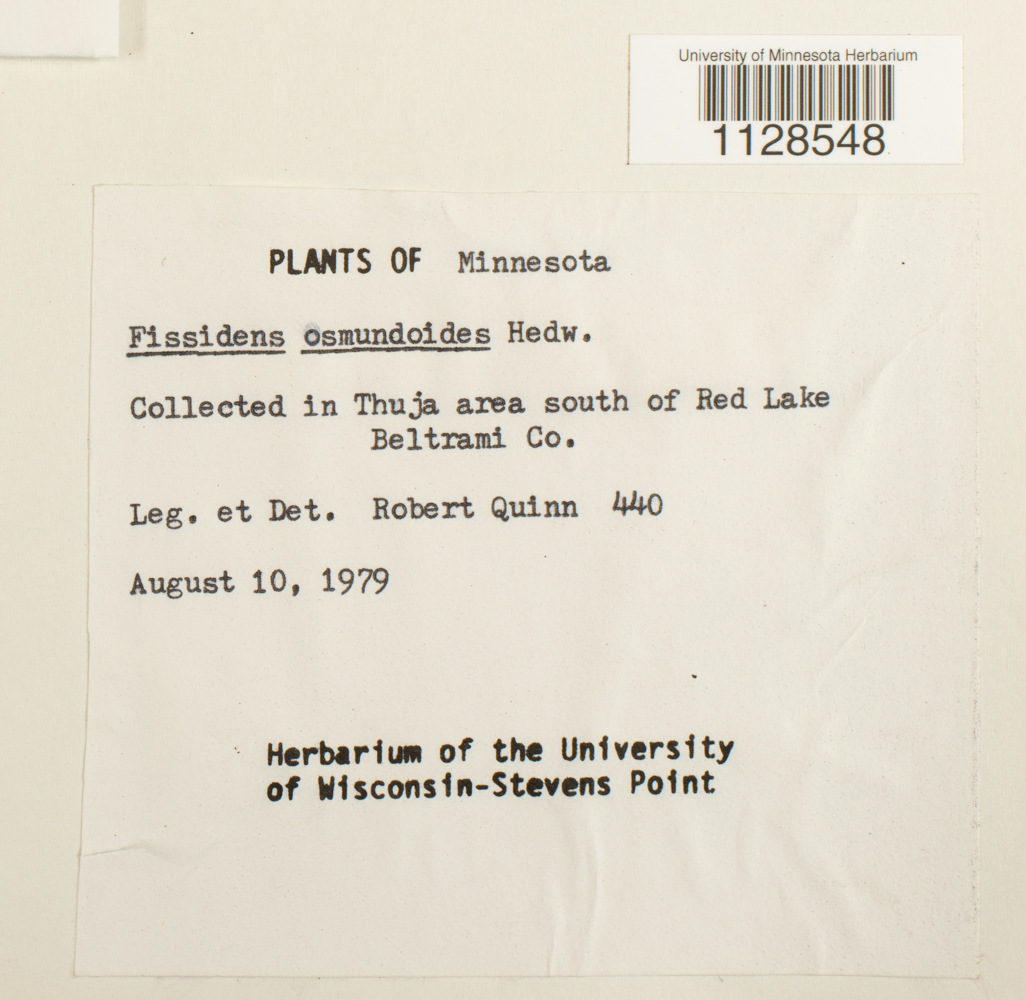 University of Minnesota Herbarium
1128548
PLANTS OF Minnesota
Fissidens osmundoides Hedw.
Collected in Thuja area south of Red Lake
Beltrami Co.
Leg. et Det. Robert Quinn 440
August 10, 1979
Herbarium of the University
of Wisconsin-Stevens Point